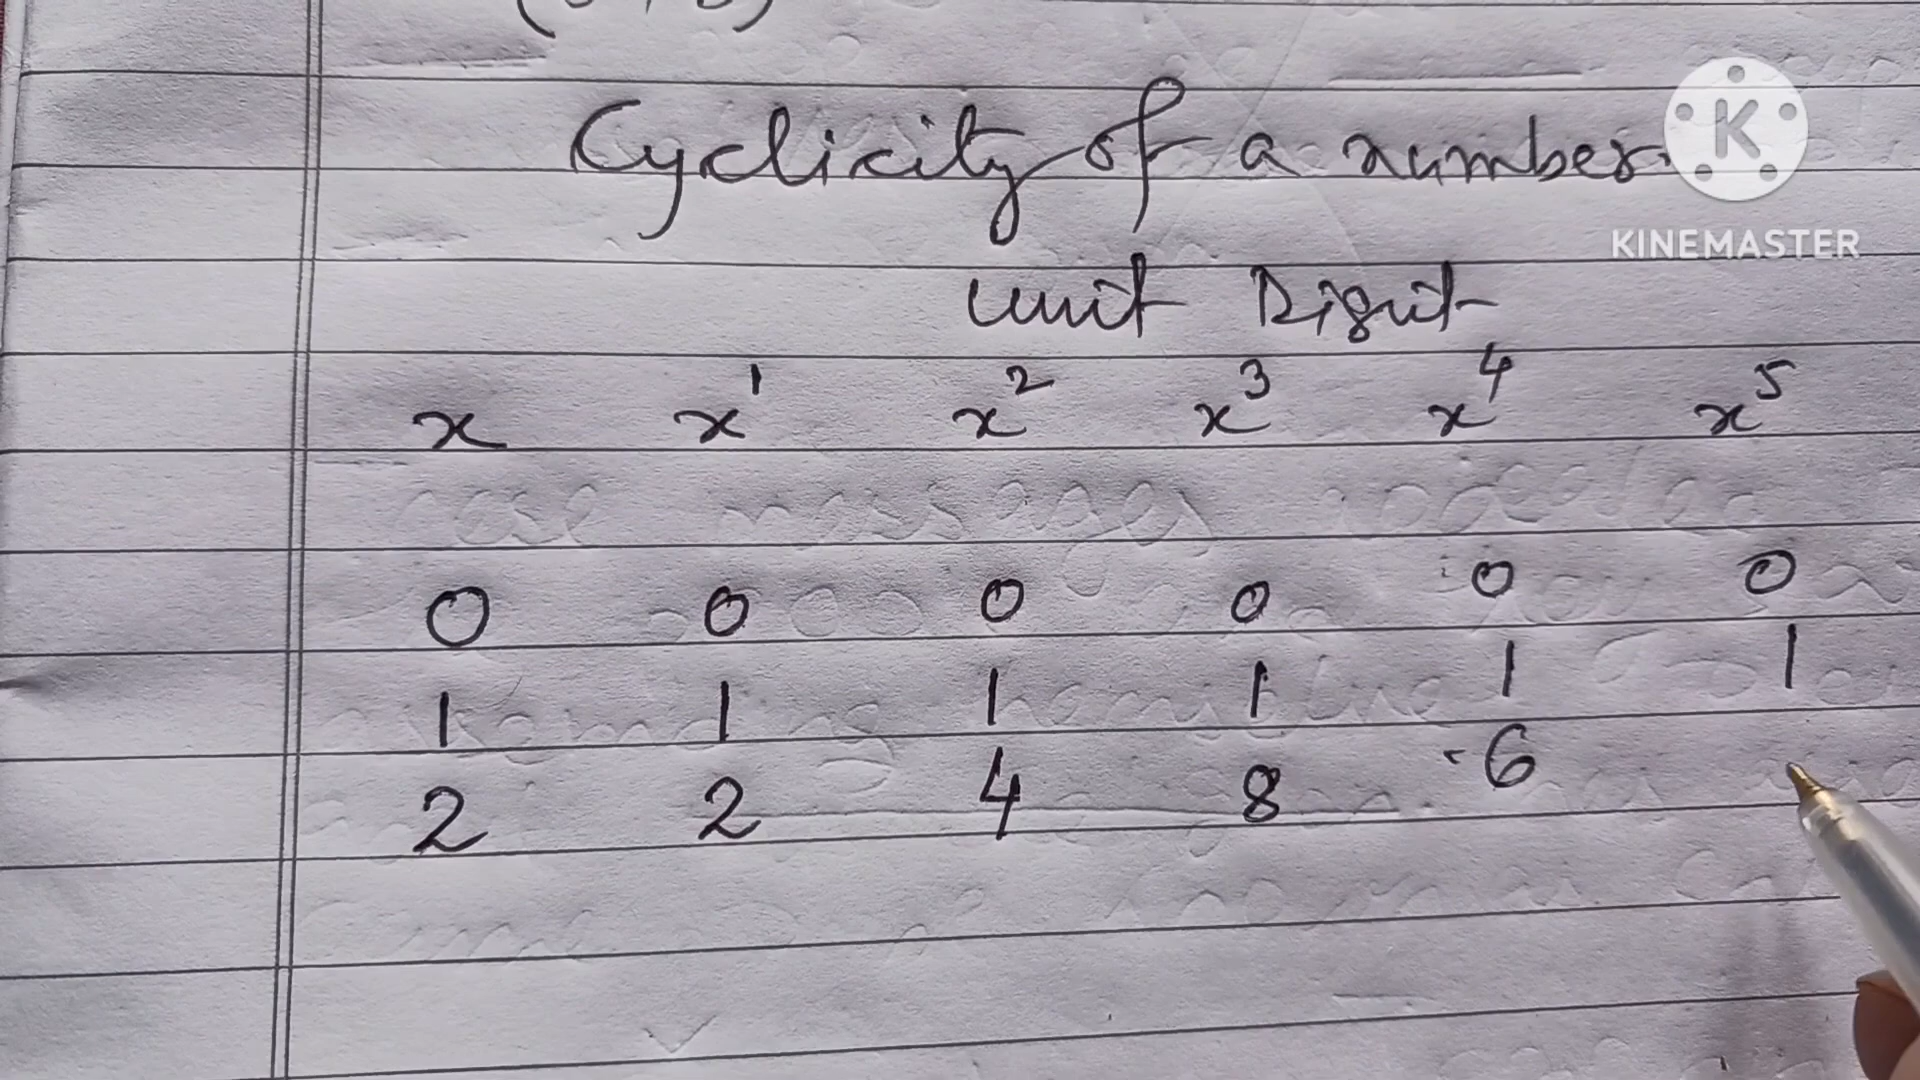 Cyclicity of a number.
K
KINEMASTER
Unit Digit
x x¹ x² x³ x⁴ x⁵
0 0 0 0 0 0
1 1 1 1 1 1
2 2 4 8 6